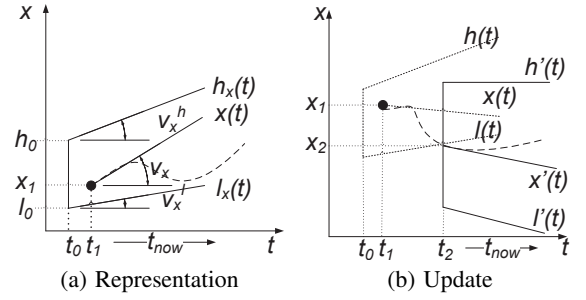 x
h_x(t)
x(t)
v_x^h
h_0
v_x
x_1
l_x(t)
v_x^l
l_0
t_0 t_1 t_now t
(a) Representation
x
h(t)
h'(t)
x_1
x(t)
l(t)
x_2
x'(t)
l'(t)
t_0 t_1 t_2 t_now t
(b) Update